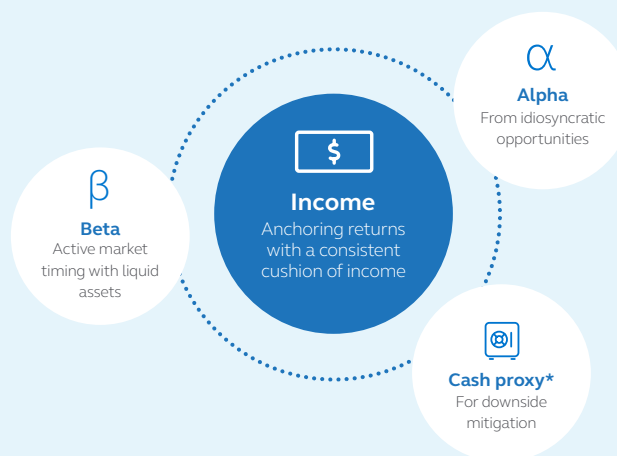 α
Alpha
From idiosyncratic
opportunities
$
Income
Anchoring returns
with a consistent
cushion of income
β
Beta
Active market
timing with liquid
assets
Cash proxy*
For downside
mitigation